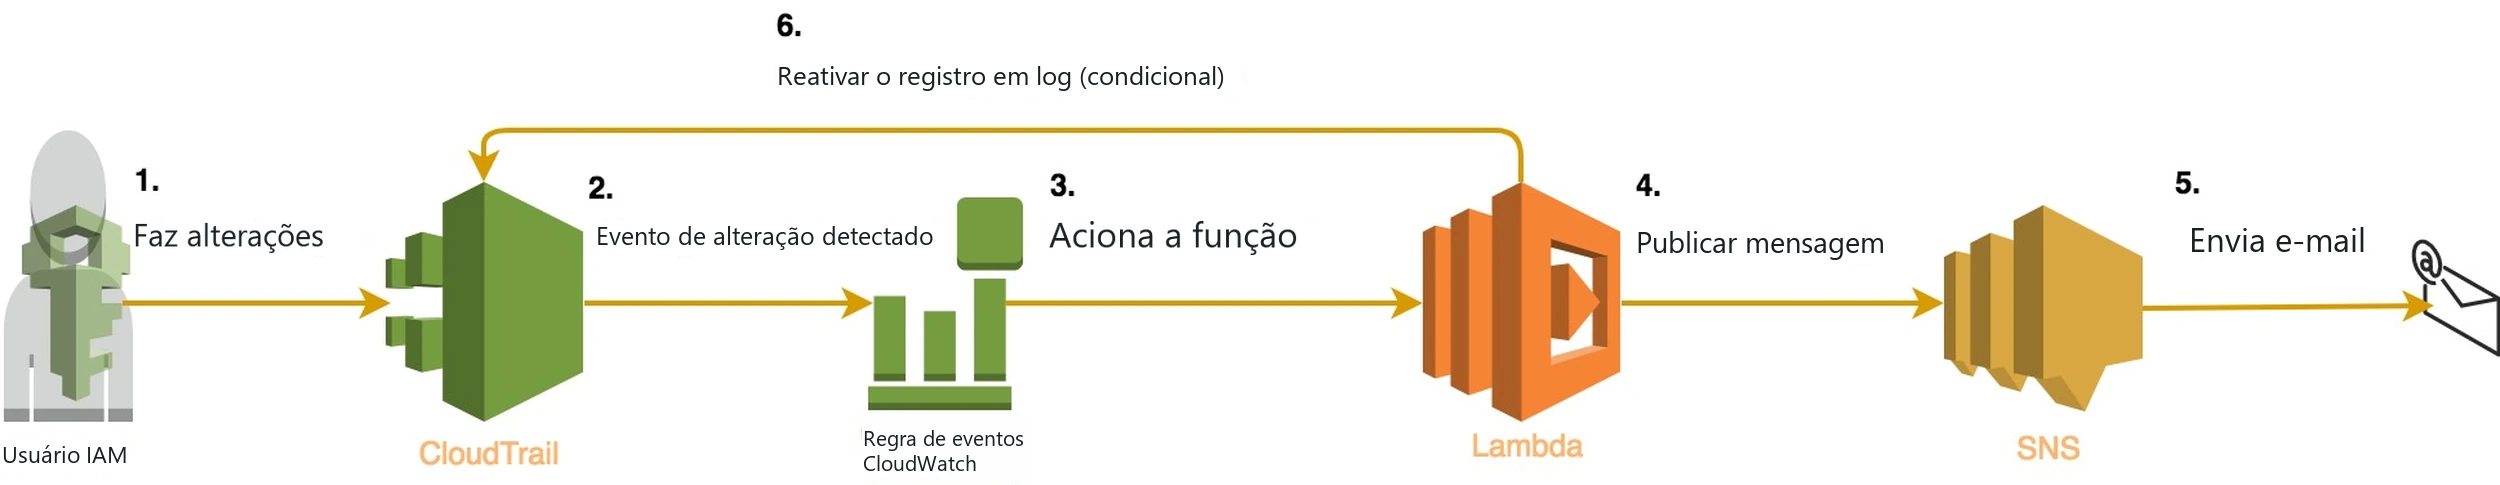 6.
Reativar o registro em log (condicional)
1.
Faz alterações
2.
Evento de alteração detectado
3.
Aciona a função
4.
Publicar mensagem
5.
Envia e-mail
@
Usuário IAM
CloudTrail
Regra de eventos
CloudWatch
Lambda
SNS